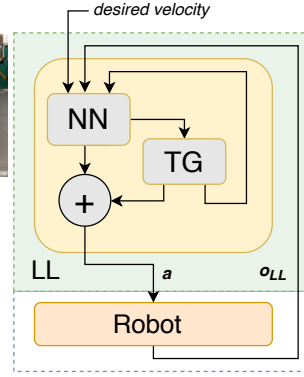 desired velocity
NN
TG
+
LL
a
oLL
Robot